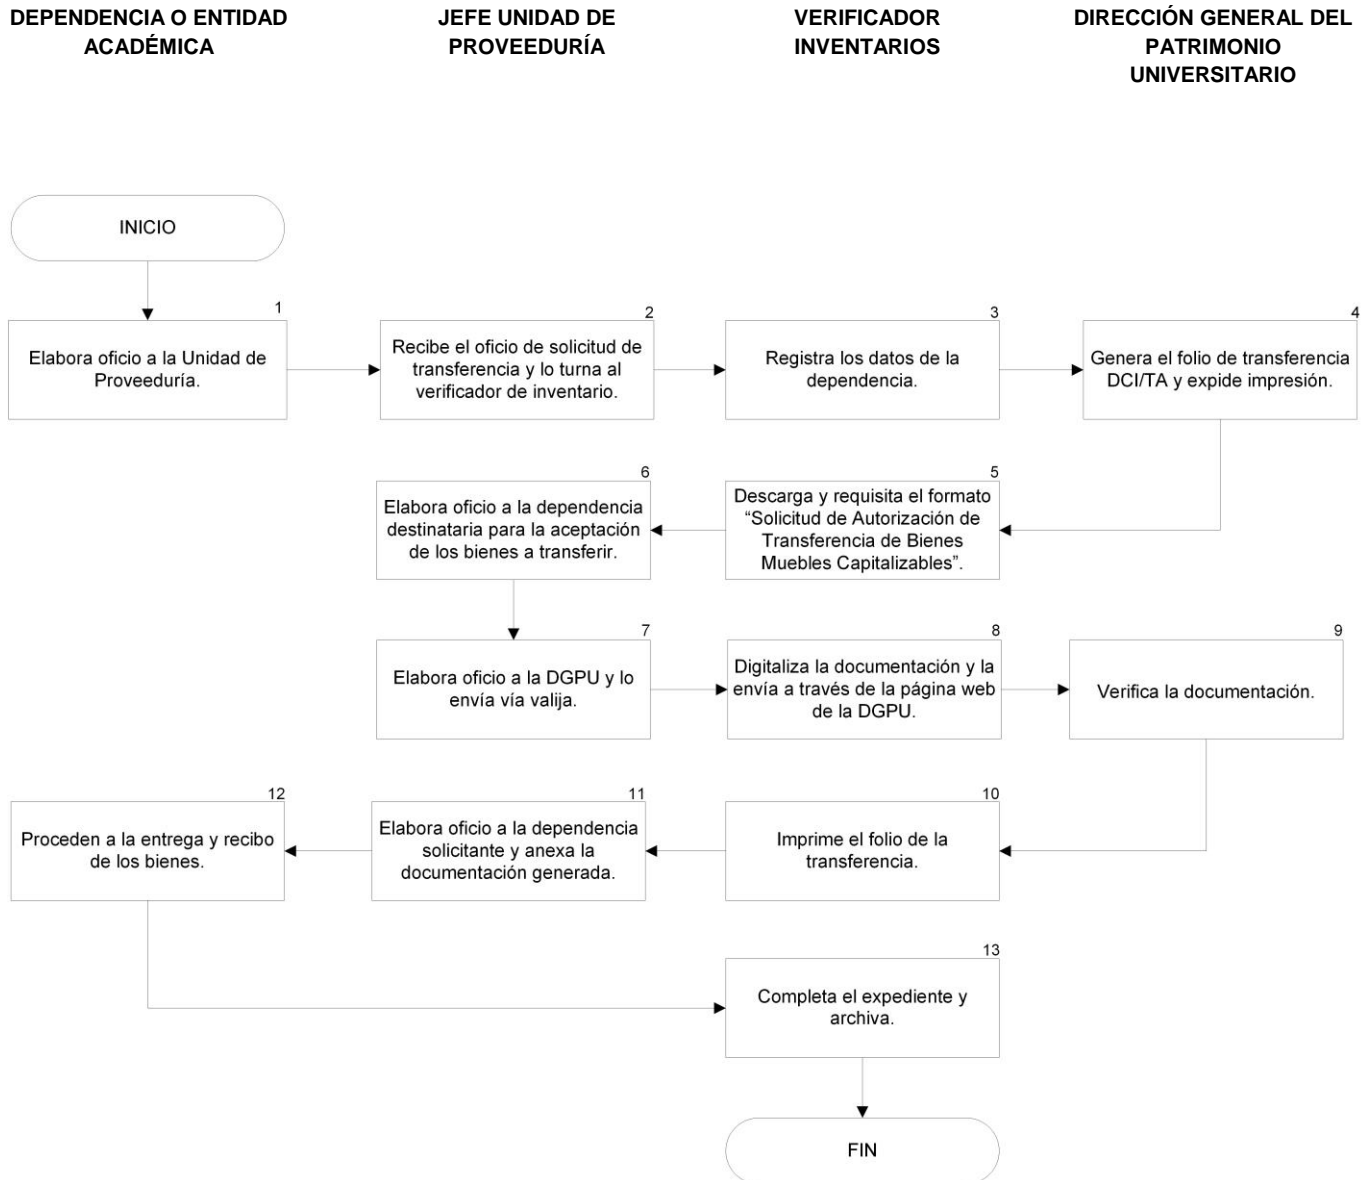 DEPENDENCIA O ENTIDAD
ACADÉMICA
JEFE UNIDAD DE
PROVEEDURÍA
VERIFICADOR
INVENTARIOS
DIRECCIÓN GENERAL DEL
PATRIMONIO
UNIVERSITARIO
INICIO
1
Elabora oficio a la Unidad de
Proveeduría.
2
Recibe el oficio de solicitud de
transferencia y lo turna al
verificador de inventario.
3
Registra los datos de la
dependencia.
4
Genera el folio de transferencia
DCI/TA y expide impresión.
5
Descarga y requisita el formato
“Solicitud de Autorización de
Transferencia de Bienes
Muebles Capitalizables”.
6
Elabora oficio a la dependencia
destinataria para la aceptación
de los bienes a transferir.
7
Elabora oficio a la DGPU y lo
envía vía valija.
8
Digitaliza la documentación y la
envía a través de la página web
de la DGPU.
9
Verifica la documentación.
10
Imprime el folio de la
transferencia.
11
Elabora oficio a la dependencia
solicitante y anexa la
documentación generada.
12
Proceden a la entrega y recibo
de los bienes.
13
Completa el expediente y
archiva.
FIN